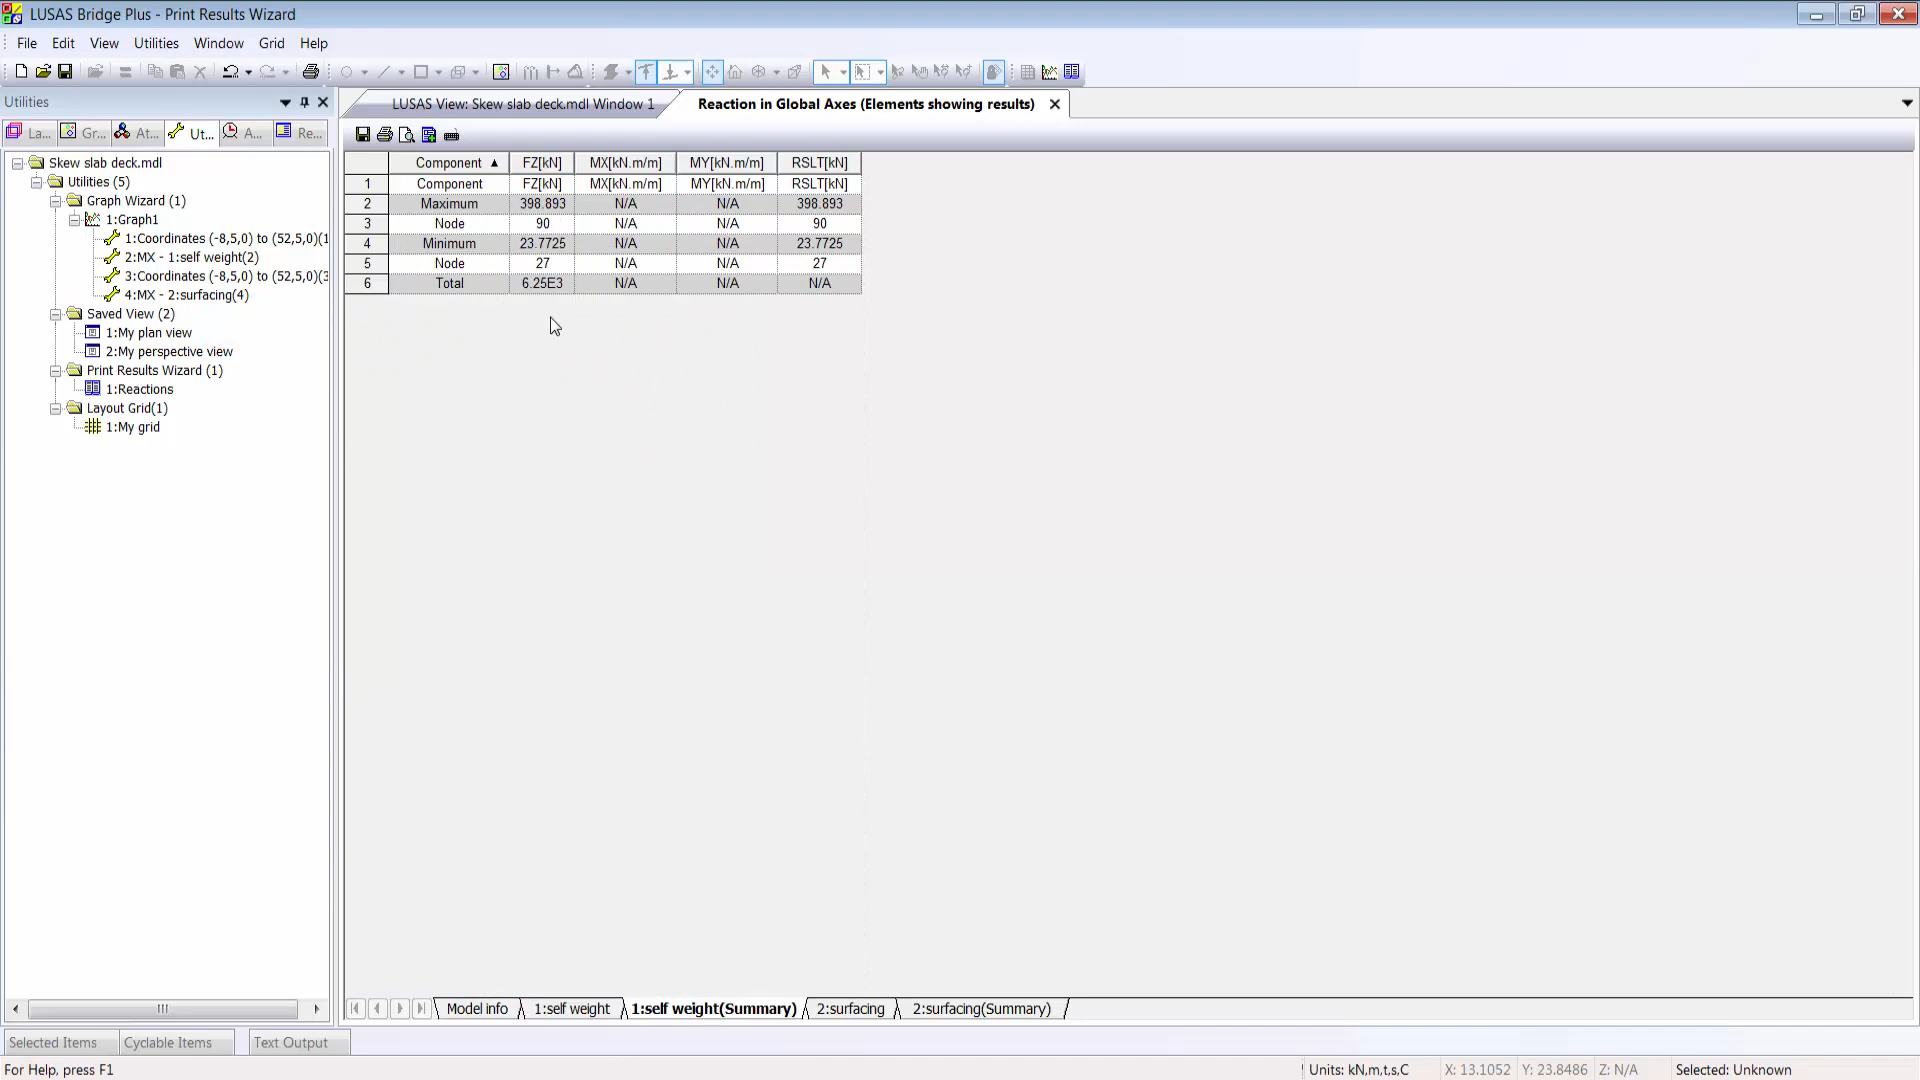 LUSAS Bridge Plus - Print Results Wizard
File Edit View Utilities Window Grid Help
Utilities
La... Gr... At... Ut... A... Re...
LUSAS View: Skew slab deck.mdl Window 1
Reaction in Global Axes (Elements showing results)
Skew slab deck.mdl
Utilities (5)
Graph Wizard (1)
1:Graph1
1:Coordinates (-8,5,0) to (52,5,0)(1
2:MX - 1:self weight(2)
3:Coordinates (-8,5,0) to (52,5,0)(3
4:MX - 2:surfacing(4)
Saved View (2)
1:My plan view
2:My perspective view
Print Results Wizard (1)
1:Reactions
Layout Grid(1)
1:My grid
Component FZ[kN] MX[kN.m/m] MY[kN.m/m] RSLT[kN]
1 Component FZ[kN] MX[kN.m/m] MY[kN.m/m] RSLT[kN]
2 Maximum 398.893 N/A N/A 398.893
3 Node 90 N/A N/A 90
4 Minimum 23.7725 N/A N/A 23.7725
5 Node 27 N/A N/A 27
6 Total 6.25E3 N/A N/A N/A
Model info 1:self weight 1:self weight(Summary) 2:surfacing 2:surfacing(Summary)
Selected Items Cyclable Items Text Output
For Help, press F1
Units: kN,m,t,s,C X: 13.1052 Y: 23.8486 Z: N/A Selected: Unknown